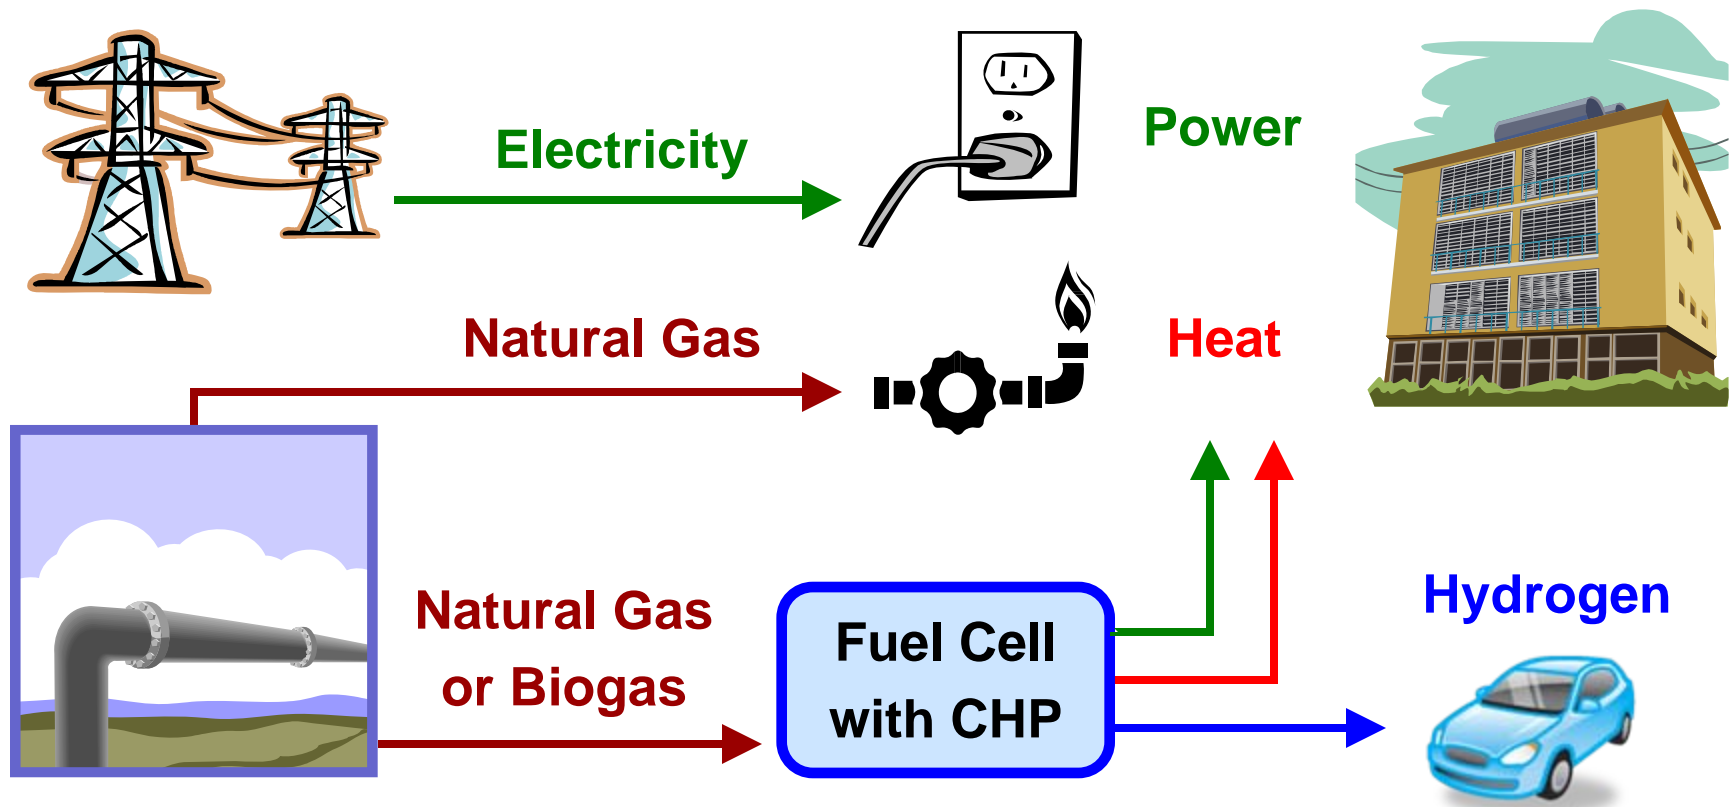 Electricity
Power
Natural Gas
Heat
Natural Gas
or Biogas
Fuel Cell
with CHP
Hydrogen